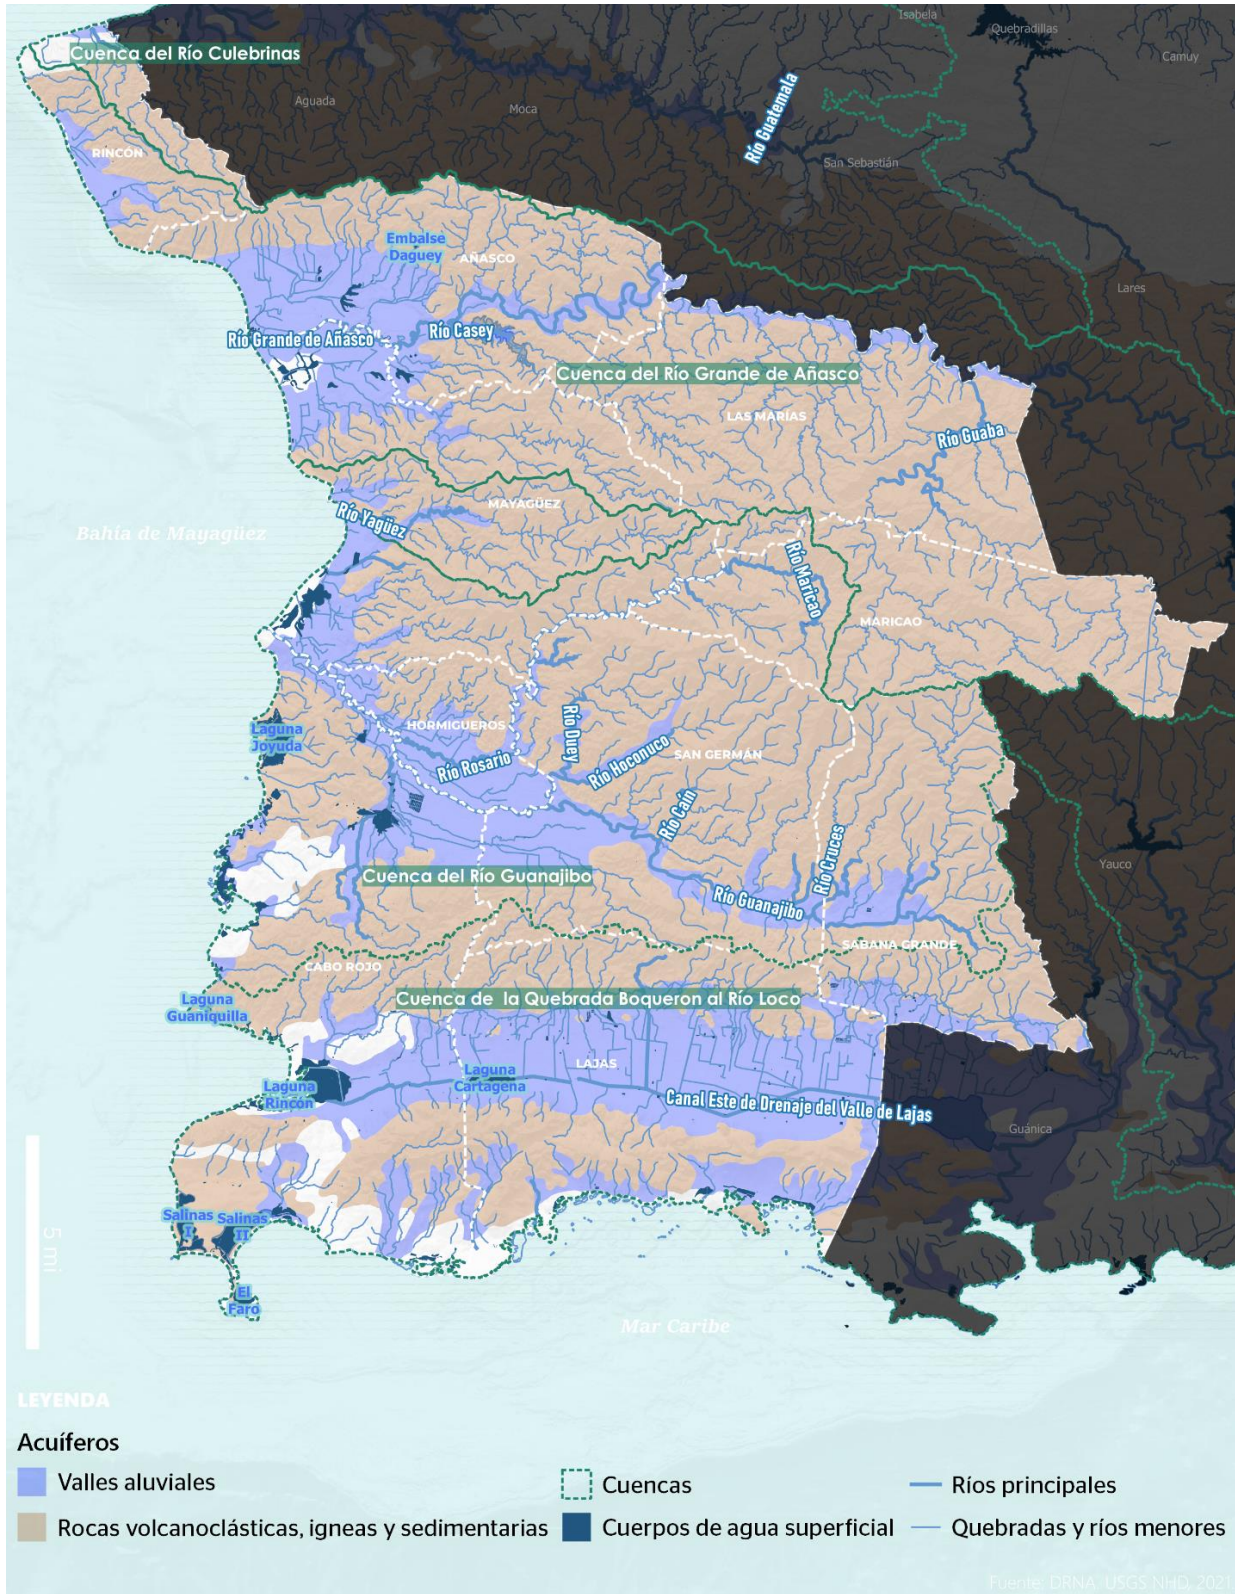 Isabela
Quebradillas
Camuy
Cuenca del Río Culebrinas
Aguada
Moca
Río Guatemala
San Sebastián
RINCÓN
Embalse
Daguey
AÑASCO
Lares
Río Grande de Añasco
Río Casey
Cuenca del Río Grande de Añasco
LAS MARÍAS
Río Guaba
MAYAGÜEZ
Río Yagüez
Bahía de Mayagüez
Río Maricao
MARICAO
Laguna
Joyuda
HORMIGUEROS
Río Duey
SAN GERMÁN
Río Hoconuco
Río Rosario
Río Caín
Río Cruces
Yauco
Cuenca del Río Guanajibo
Río Guanajibo
SABANA GRANDE
CABO ROJO
Laguna
Guaniquilla
Cuenca de la Quebrada Boqueron al Río Loco
LAJAS
Laguna
Rincón
Laguna
Cartagena
Canal Este de Drenaje del Valle de Lajas
Guánica
Salinas
I
Salinas
II
5 mi
El
Faro
Mar Caribe
LEYENDA
Acuíferos
Valles aluviales
Cuencas
Ríos principales
Rocas volcanoclásticas, igneas y sedimentarias
Cuerpos de agua superficial
Quebradas y ríos menores
Fuente: DRNA, USGS NHD, 2021